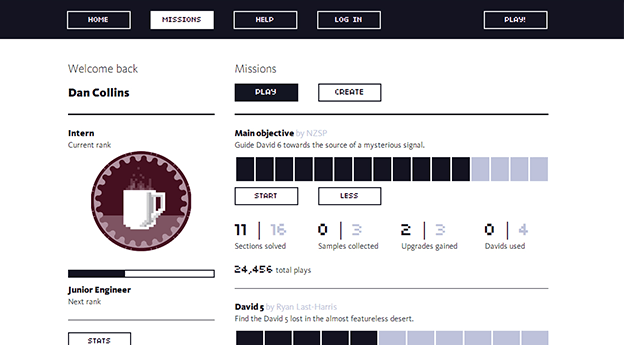 HOME MISSIONS HELP LOG IN PLAY!
Welcome back
Dan Collins
Intern
Current rank
Junior Engineer
Next rank
STATS
Missions
PLAY CREATE
Main objective by NZSP
Guide David 6 towards the source of a mysterious signal.
START LESS
11 | 16 0 | 3 2 | 3 0 | 4
Sections solved Samples collected Upgrades gained Davids used
24,456 total plays
David 5 by Ryan Last-Harris
Find the David 5 lost in the almost featureless desert.